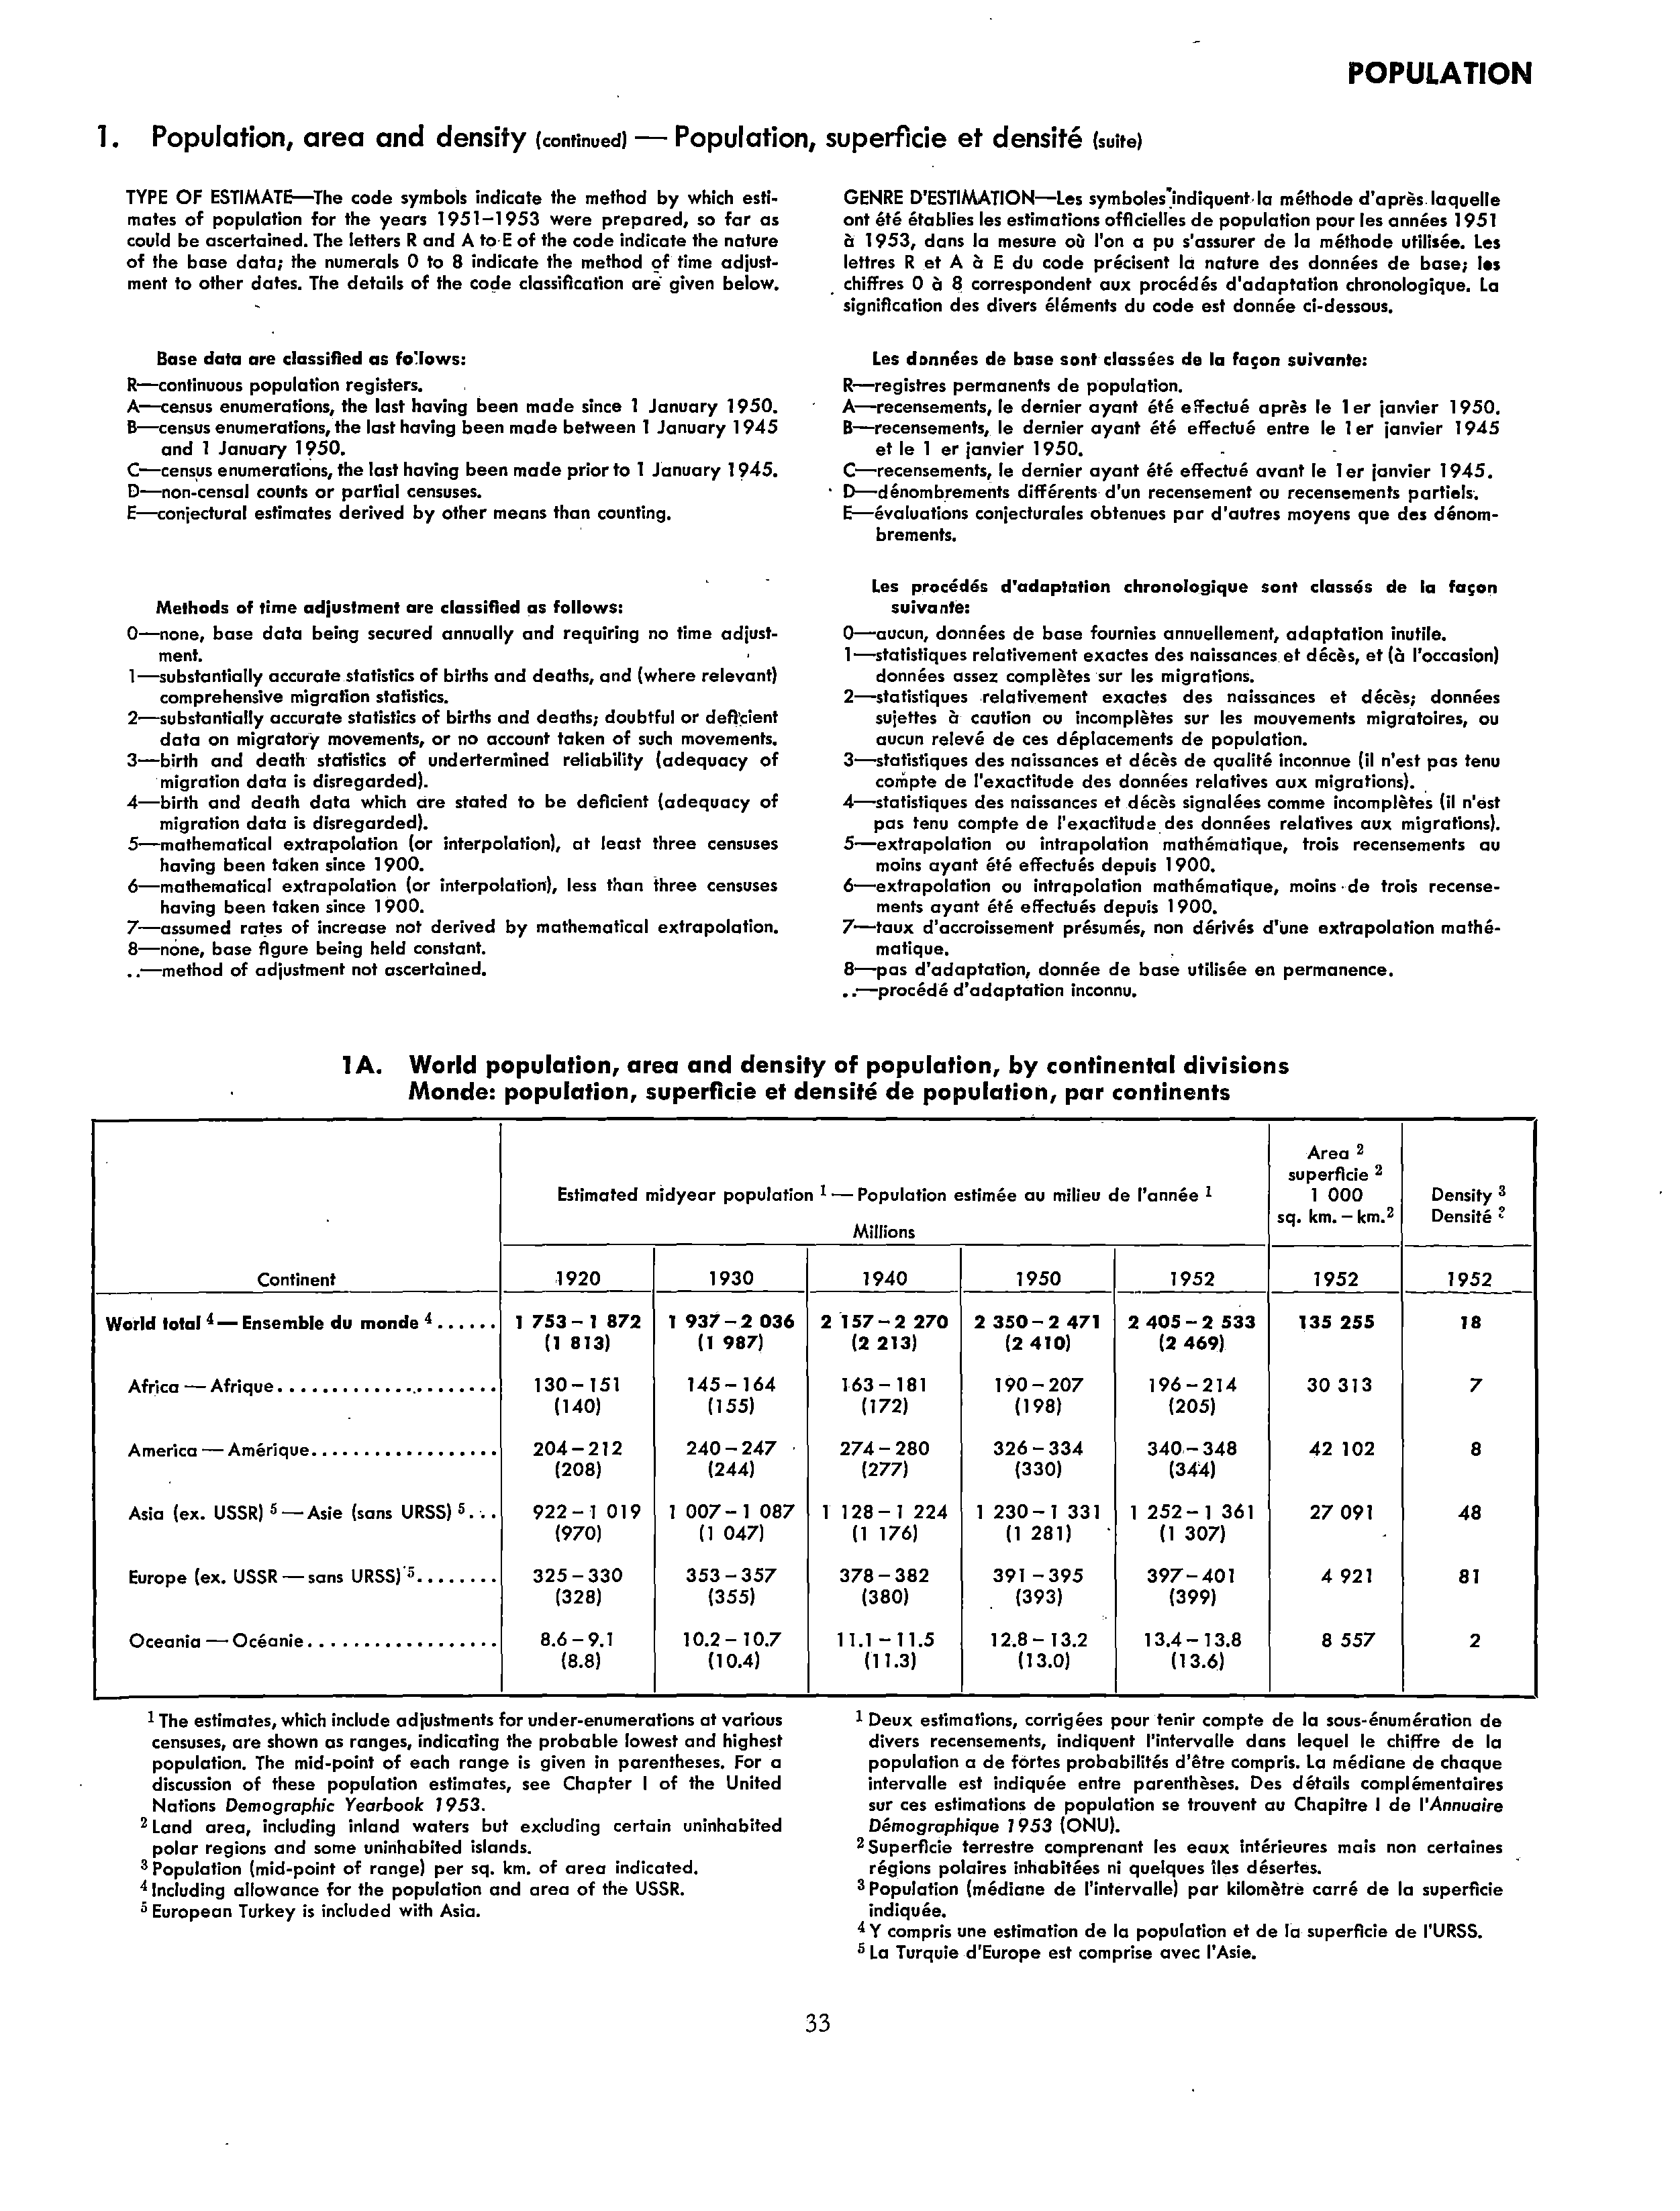 POPULATION
1. Population, area and density (continued) — Population, superficie et densité (suite)
TYPE OF ESTIMATE—The code symbols indicate the method by which esti-
mates of population for the years 1951–1953 were prepared, so far as
could be ascertained. The letters R and A to E of the code indicate the nature
of the base data; the numerals 0 to 8 indicate the method of time adjust-
ment to other dates. The details of the code classification are given below.
Base data are classified as follows:
R—continuous population registers.
A—census enumerations, the last having been made since 1 January 1950.
B—census enumerations, the last having been made between 1 January 1945
and 1 January 1950.
C—census enumerations, the last having been made prior to 1 January 1945.
D—non-censal counts or partial censuses.
E—conjectural estimates derived by other means than counting.
Methods of time adjustment are classified as follows:
0—none, base data being secured annually and requiring no time adjust-
ment.
1—substantially accurate statistics of births and deaths, and (where relevant)
comprehensive migration statistics.
2—substantially accurate statistics of births and deaths; doubtful or deficient
data on migratory movements, or no account taken of such movements.
3—birth and death statistics of undertermined reliability (adequacy of
migration data is disregarded).
4—birth and death data which are stated to be deficient (adequacy of
migration data is disregarded).
5—mathematical extrapolation (or interpolation), at least three censuses
having been taken since 1900.
6—mathematical extrapolation (or interpolation), less than three censuses
having been taken since 1900.
7—assumed rates of increase not derived by mathematical extrapolation.
8—none, base figure being held constant.
..—method of adjustment not ascertained.
GENRE D'ESTIMATION—Les symboles indiquent la méthode d'après laquelle
ont été établies les estimations officielles de population pour les années 1951
à 1953, dans la mesure où l'on a pu s'assurer de la méthode utilisée. Les
lettres R et A à E du code précisent la nature des données de base; les
chiffres 0 à 8 correspondent aux procédés d'adaptation chronologique. La
signification des divers éléments du code est donnée ci-dessous.
Les données de base sont classées de la façon suivante:
R—registres permanents de population.
A—recensements, le dernier ayant été effectué après le 1er janvier 1950.
B—recensements, le dernier ayant été effectué entre le 1er janvier 1945
et le 1 er janvier 1950.
C—recensements, le dernier ayant été effectué avant le 1er janvier 1945.
D—dénombrements différents d'un recensement ou recensements partiels.
E—évaluations conjecturales obtenues par d'autres moyens que des dénom-
brements.
Les procédés d'adaptation chronologique sont classés de la façon
suivante:
0—aucun, données de base fournies annuellement, adaptation inutile.
1—statistiques relativement exactes des naissances et décès, et (à l'occasion)
données assez complètes sur les migrations.
2—statistiques relativement exactes des naissances et décès; données
sujettes à caution ou incomplètes sur les mouvements migratoires, ou
aucun relevé de ces déplacements de population.
3—statistiques des naissances et décès de qualité inconnue (il n'est pas tenu
compte de l'exactitude des données relatives aux migrations).
4—statistiques des naissances et décès signalées comme incomplètes (il n'est
pas tenu compte de l'exactitude des données relatives aux migrations).
5—extrapolation ou intrapolation mathématique, trois recensements au
moins ayant été effectués depuis 1900.
6—extrapolation ou intrapolation mathématique, moins de trois recense-
ments ayant été effectués depuis 1900.
7—taux d'accroissement présumés, non dérivés d'une extrapolation mathé-
matique.
8—pas d'adaptation, donnée de base utilisée en permanence.
..—procédé d'adaptation inconnu.
1A. World population, area and density of population, by continental divisions
Monde: population, superficie et densité de population, par continents
Continent
Estimated midyear population 1 — Population estimée au milieu de l'année 1
Millions
Area 2
superficie 2
1 000
sq. km. – km.2
Density 3
Densité 2
1920 1930 1940 1950 1952 1952 1952
World total 4 — Ensemble du monde 4...... 1 753–1 872 1 937–2 036 2 157–2 270 2 350–2 471 2 405–2 533 135 255 18
(1 813) (1 987) (2 213) (2 410) (2 469)
Africa — Afrique.................... 130–151 145–164 163–181 190–207 196–214 30 313 7
(140) (155) (172) (198) (205)
America — Amérique.................. 204–212 240–247 274–280 326–334 340–348 42 102 8
(208) (244) (277) (330) (344)
Asia (ex. USSR) 5 — Asie (sans URSS) 5... 922–1 019 1 007–1 087 1 128–1 224 1 230–1 331 1 252–1 361 27 091 48
(970) (1 047) (1 176) (1 281) (1 307)
Europe (ex. USSR — sans URSS) 5........ 325–330 353–357 378–382 391–395 397–401 4 921 81
(328) (355) (380) (393) (399)
Oceania — Océanie.................. 8.6–9.1 10.2–10.7 11.1–11.5 12.8–13.2 13.4–13.8 8 557 2
(8.8) (10.4) (11.3) (13.0) (13.6)
1 The estimates, which include adjustments for under-enumerations at various
censuses, are shown as ranges, indicating the probable lowest and highest
population. The mid-point of each range is given in parentheses. For a
discussion of these population estimates, see Chapter I of the United
Nations Demographic Yearbook 1953.
2 Land area, including inland waters but excluding certain uninhabited
polar regions and some uninhabited islands.
3 Population (mid-point of range) per sq. km. of area indicated.
4 Including allowance for the population and area of the USSR.
5 European Turkey is included with Asia.
1 Deux estimations, corrigées pour tenir compte de la sous-énumération de
divers recensements, indiquent l'intervalle dans lequel le chiffre de la
population a de fortes probabilités d'être compris. La médiane de chaque
intervalle est indiquée entre parenthèses. Des détails complémentaires
sur ces estimations de population se trouvent au Chapitre I de l'Annuaire
Démographique 1953 (ONU).
2 Superficie terrestre comprenant les eaux intérieures mais non certaines
régions polaires inhabitées ni quelques îles désertes.
3 Population (médiane de l'intervalle) par kilomètre carré de la superficie
indiquée.
4 Y compris une estimation de la population et de la superficie de l'URSS.
5 La Turquie d'Europe est comprise avec l'Asie.
33